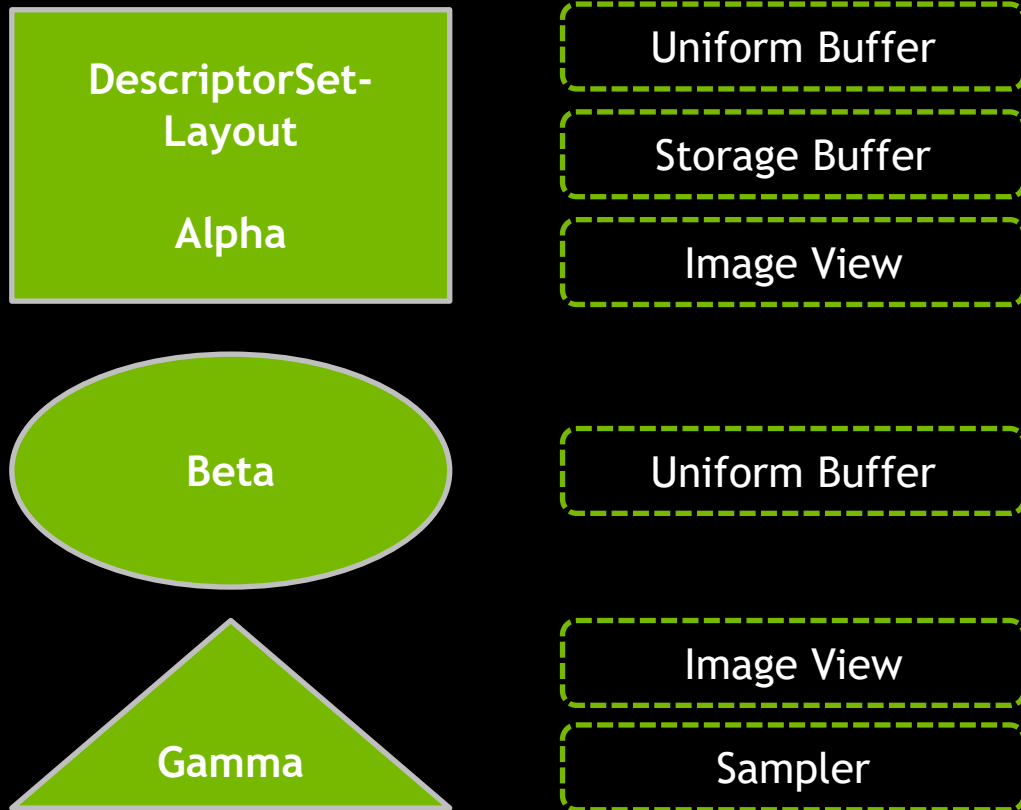 DescriptorSet-
Layout
Alpha
Uniform Buffer
Storage Buffer
Image View
Beta
Uniform Buffer
Gamma
Image View
Sampler